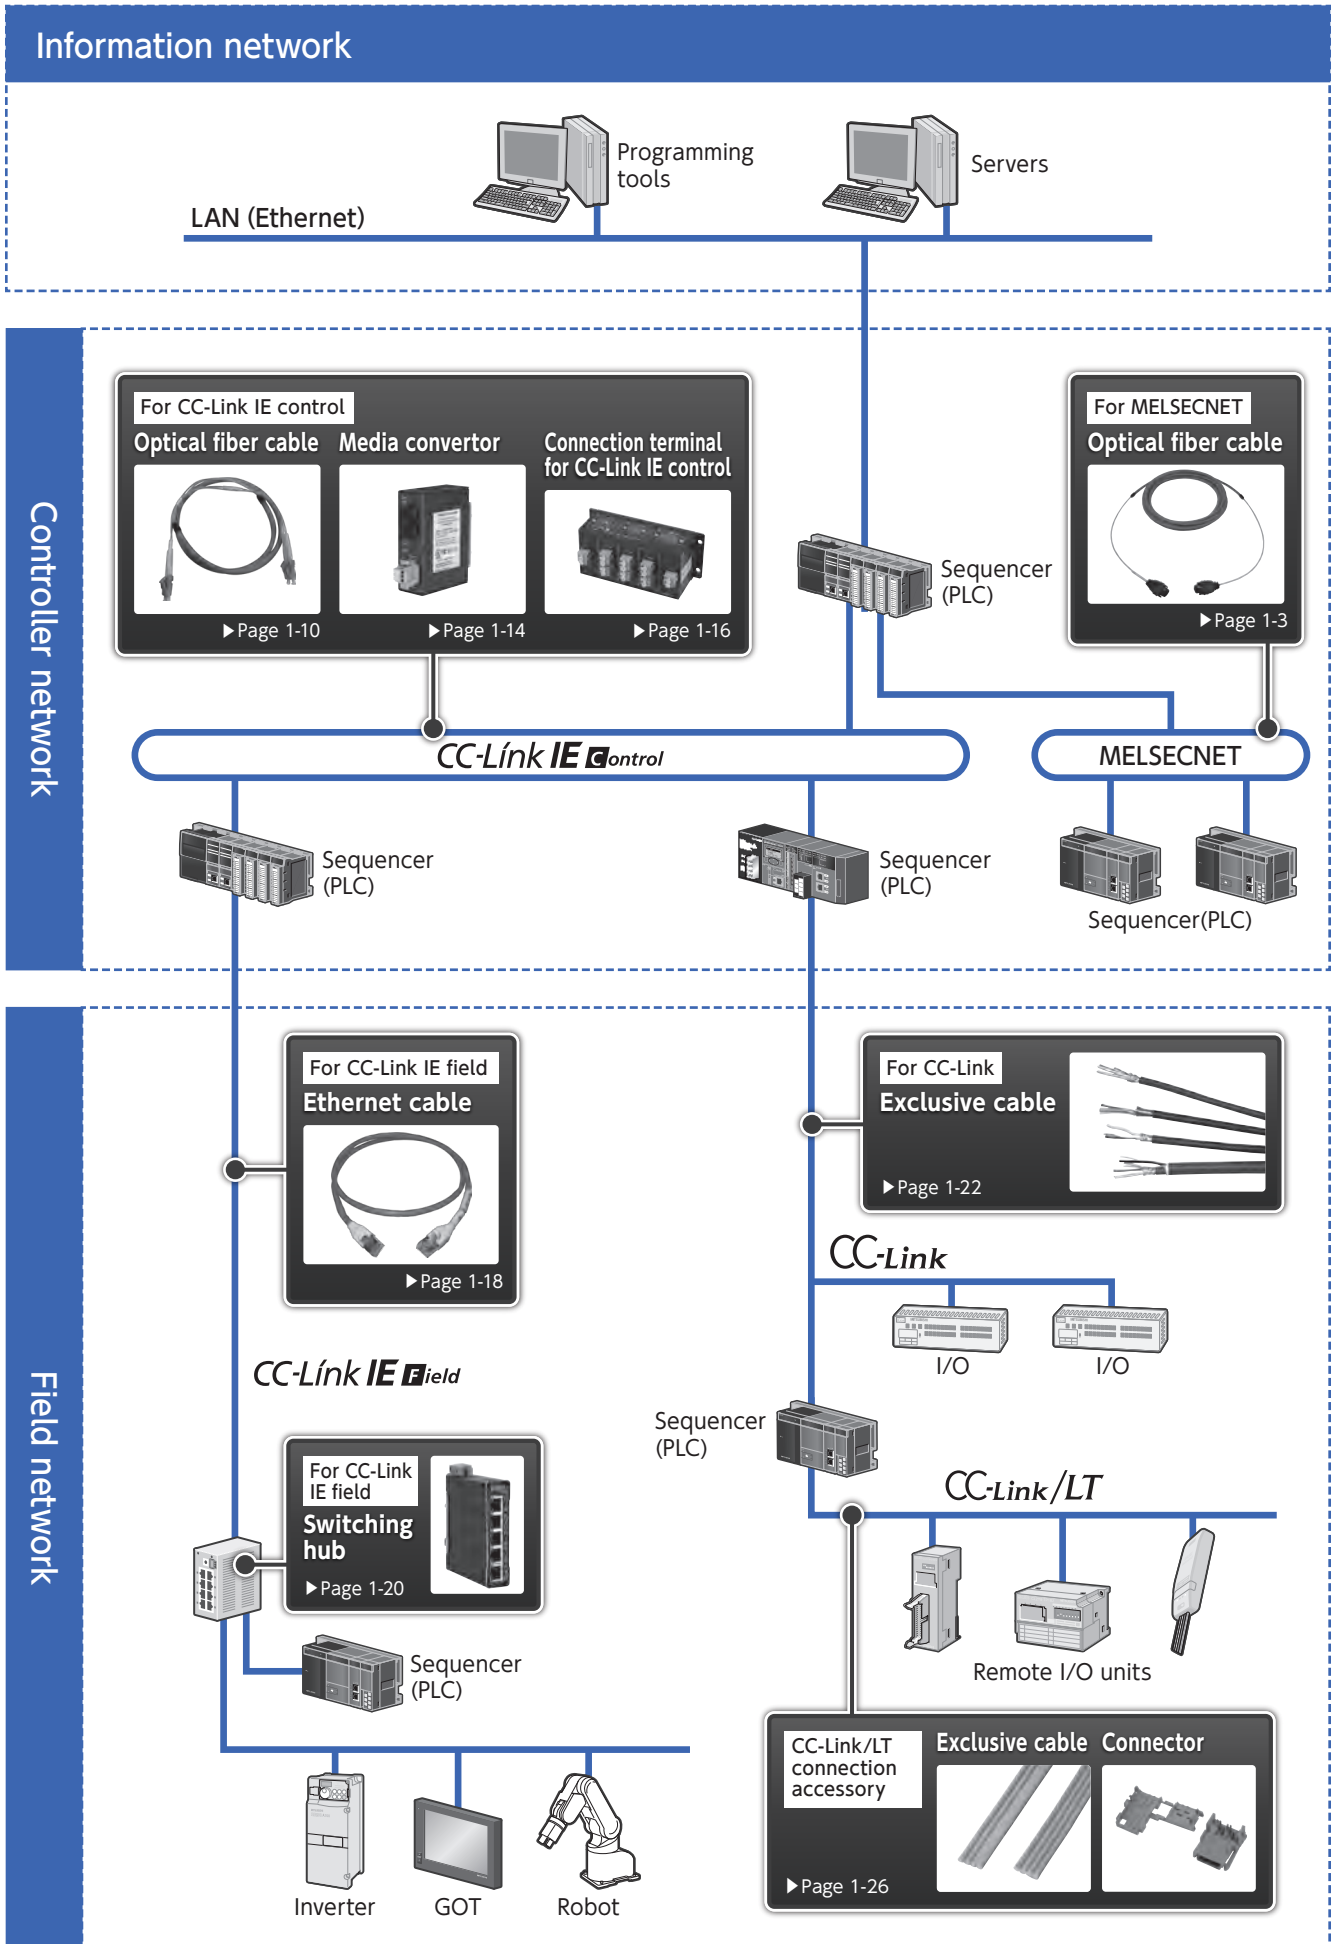 Information network
Programming
tools
Servers
LAN (Ethernet)
Controller network
For CC-Link IE control
Optical fiber cable
▶Page 1-10
Media convertor
▶Page 1-14
Connection terminal
for CC-Link IE control
▶Page 1-16
For MELSECNET
Optical fiber cable
▶Page 1-3
Sequencer
(PLC)
CC-Link IE Control
MELSECNET
Sequencer
(PLC)
Sequencer
(PLC)
Sequencer(PLC)
Field network
For CC-Link IE field
Ethernet cable
▶Page 1-18
For CC-Link
Exclusive cable
▶Page 1-22
CC-Link
I/O
I/O
CC-Link IE Field
Sequencer
(PLC)
For CC-Link
IE field
Switching
hub
▶Page 1-20
CC-Link/LT
Remote I/O units
Sequencer
(PLC)
CC-Link/LT
connection
accessory
▶Page 1-26
Exclusive cable
Connector
Inverter
GOT
Robot